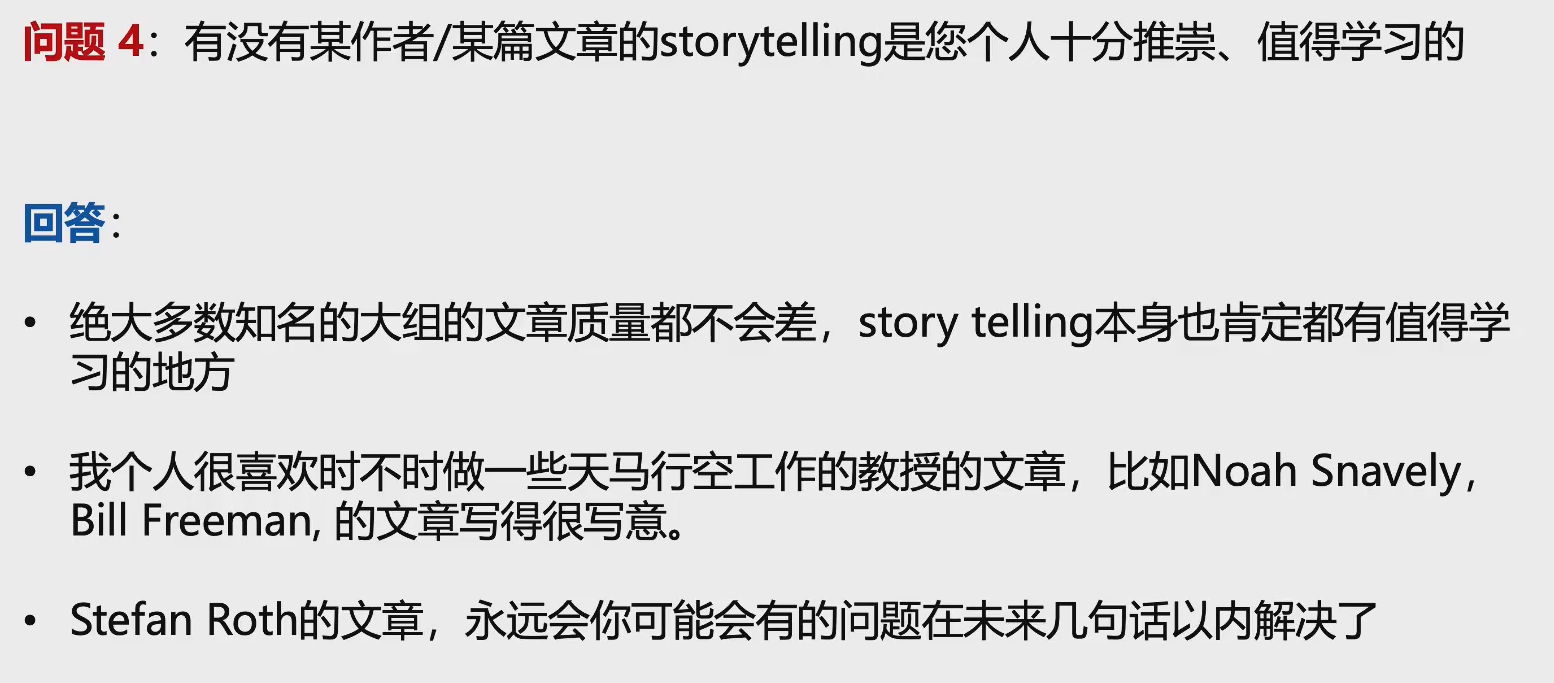 问题 4：有没有某作者/某篇文章的storytelling是您个人十分推崇、值得学习的
回答：
• 绝大多数知名的大组的文章质量都不会差，story telling本身也肯定都有值得学
习的地方
• 我个人很喜欢时不时做一些天马行空工作的教授的文章，比如Noah Snavely，
Bill Freeman, 的文章写得很写意。
• Stefan Roth的文章，永远会你可能会有的问题在未来几句话以内解决了